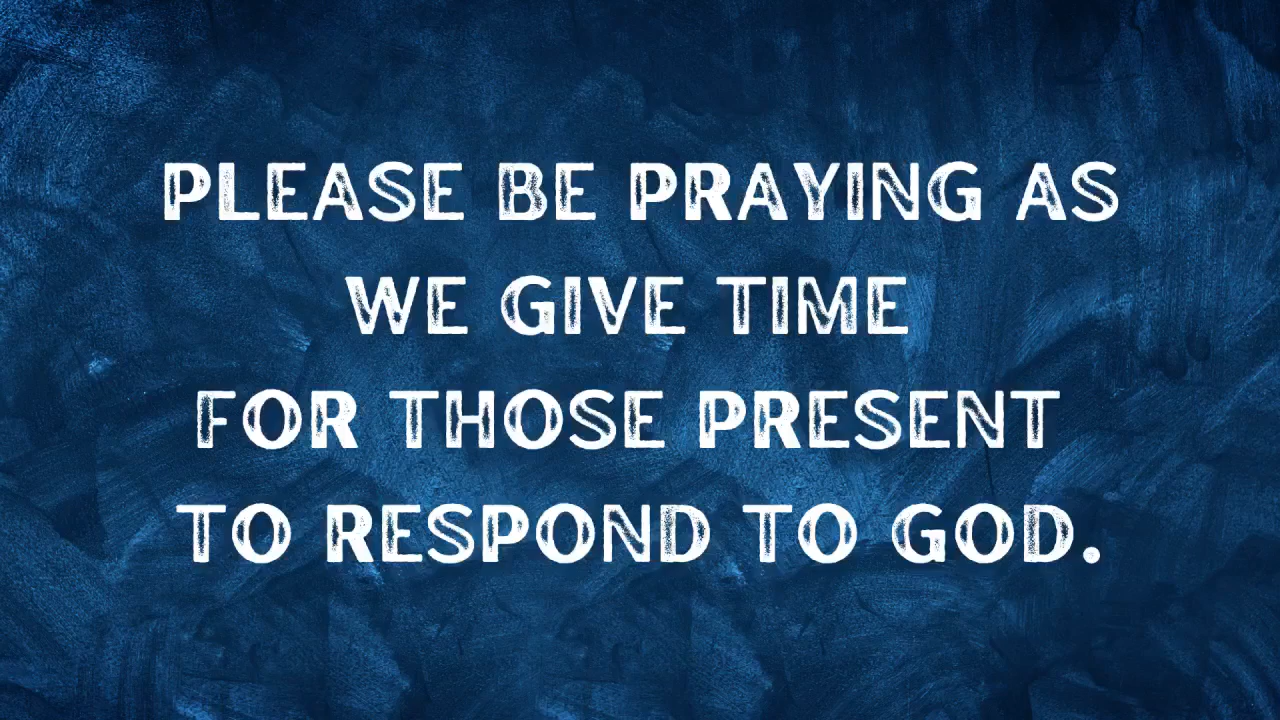 PLEASE BE PRAYING AS
WE GIVE TIME
FOR THOSE PRESENT
TO RESPOND TO GOD.